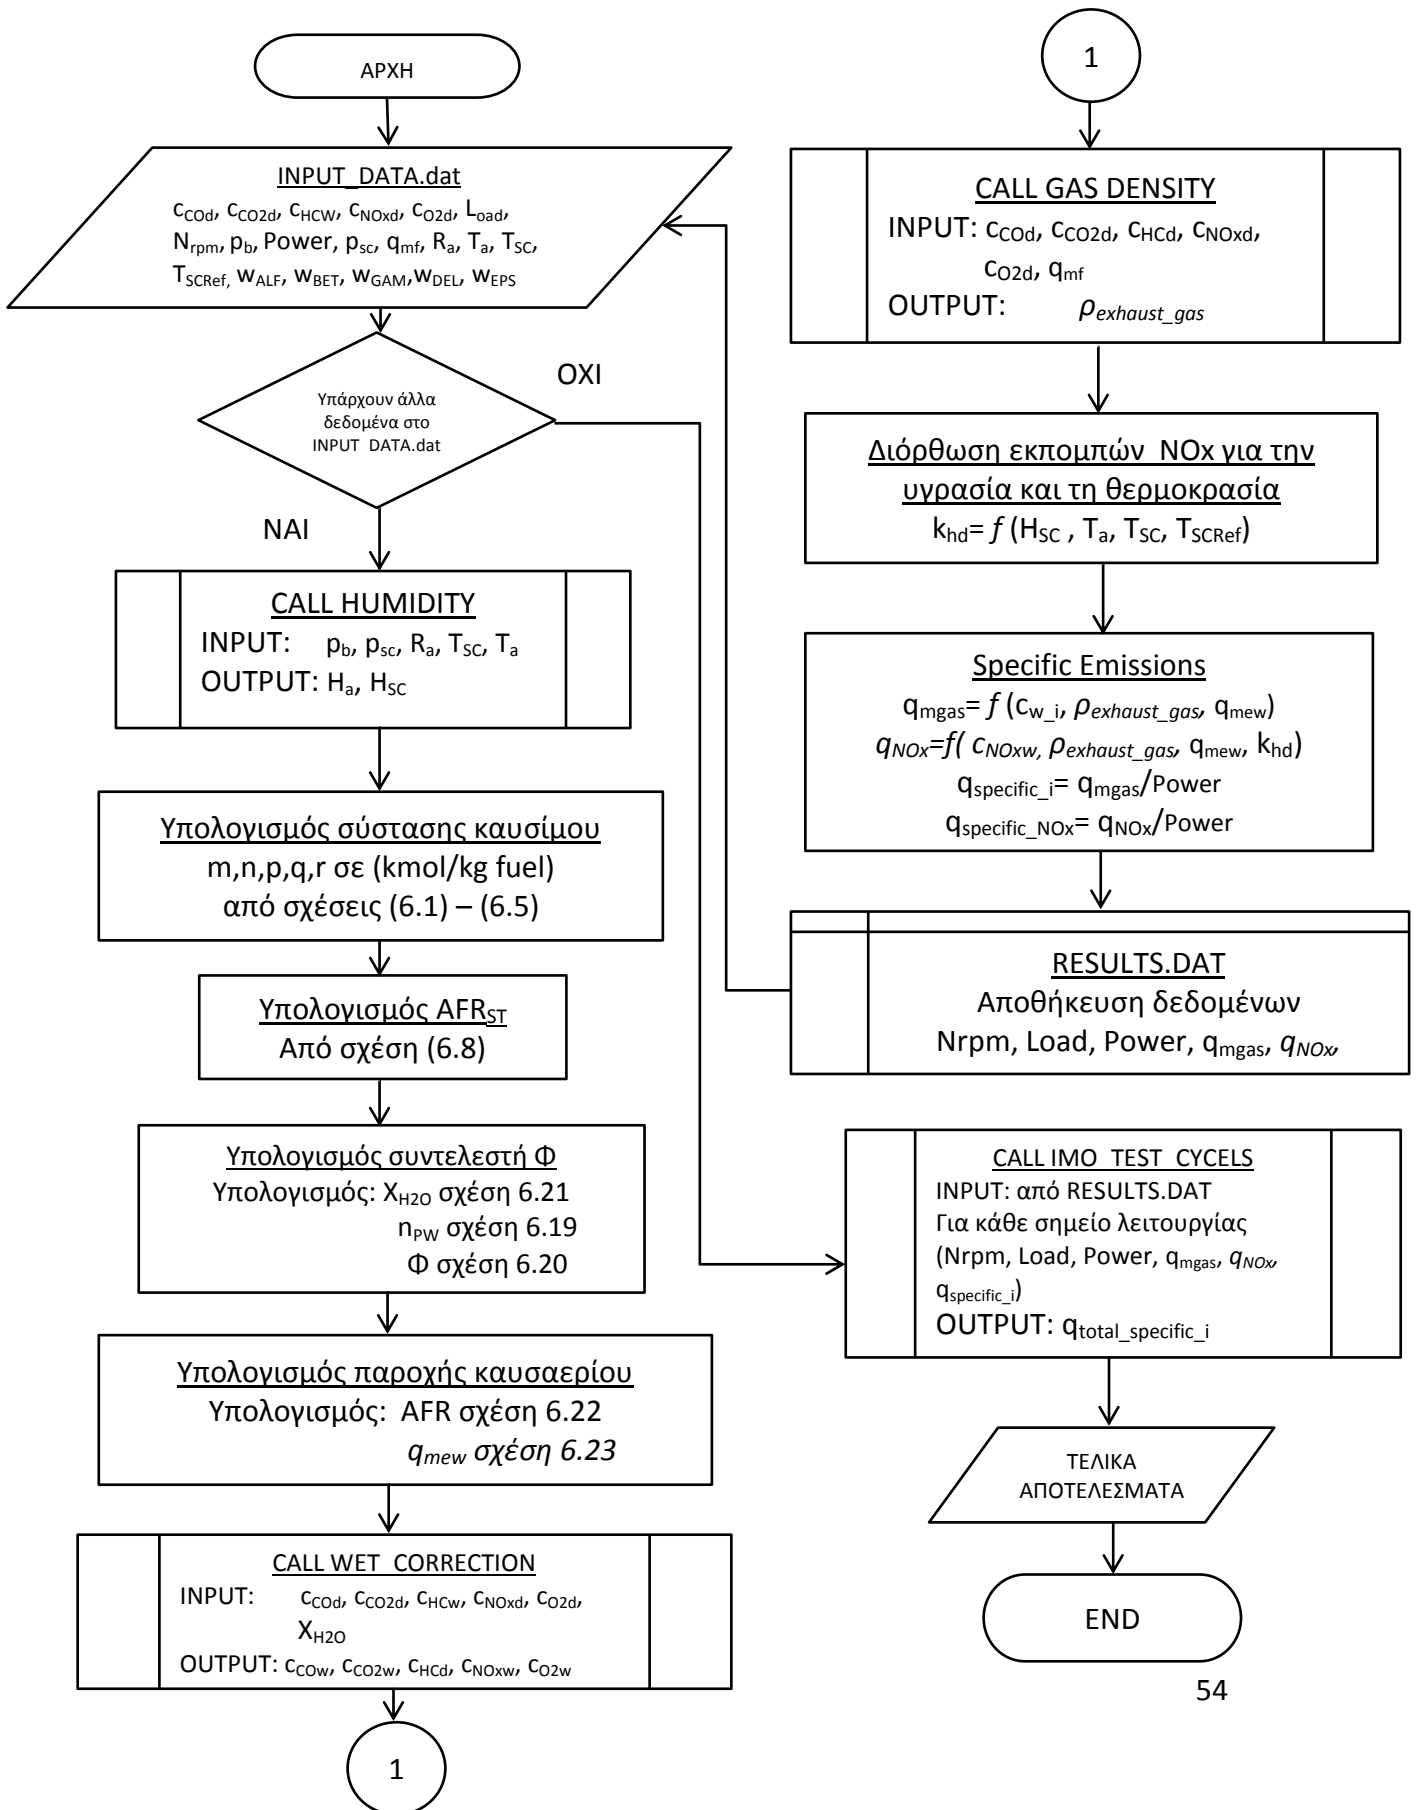 ΑΡΧΗ
INPUT_DATA.dat
cCOd, cCO2d, cHCW, cNOxd, cO2d, Load,
Nrpm, pb, Power, psc, qmf, Ra, Ta, TSC,
TSCRef, wALF, wBET, wGAM,wDEL, wEPS
Υπάρχουν άλλα
δεδομένα στο
INPUT_DATA.dat
ΟΧΙ
ΝΑΙ
CALL HUMIDITY
INPUT: pb, psc, Ra, TSC, Ta
OUTPUT: Ha, HSC
Υπολογισμός σύστασης καυσίμου
m,n,p,q,r σε (kmol/kg fuel)
από σχέσεις (6.1) – (6.5)
Υπολογισμός AFRST
Από σχέση (6.8)
Υπολογισμός συντελεστή Φ
Υπολογισμός: XH2O σχέση 6.21
nPW σχέση 6.19
Φ σχέση 6.20
Υπολογισμός παροχής καυσαερίου
Υπολογισμός: AFR σχέση 6.22
qmew σχέση 6.23
CALL WET_CORRECTION
INPUT: cCOd, cCO2d, cHCw, cNOxd, cO2d,
XH2O
OUTPUT: cCOw, cCO2w, cHCd, cNOxw, cO2w
1
1
CALL GAS DENSITY
INPUT: cCOd, cCO2d, cHCd, cNOxd,
cO2d, qmf
OUTPUT: ρexhaust_gas
Διόρθωση εκπομπών NOx για την
υγρασία και τη θερμοκρασία
khd= f (HSC , Ta, TSC, TSCRef)
Specific Emissions
qmgas= f (cw_i, ρexhaust_gas, qmew)
qNOx=f( cNOxw, ρexhaust_gas, qmew, khd)
qspecific_i= qmgas/Power
qspecific_NOx= qNOx/Power
RESULTS.DAT
Αποθήκευση δεδομένων
Nrpm, Load, Power, qmgas, qNOx,
CALL IMO_TEST_CYCELS
INPUT: από RESULTS.DAT
Για κάθε σημείο λειτουργίας
(Nrpm, Load, Power, qmgas, qNOx,
qspecific_i)
OUTPUT: qtotal_specific_i
ΤΕΛΙΚΑ
ΑΠΟΤΕΛΕΣΜΑΤΑ
END
54